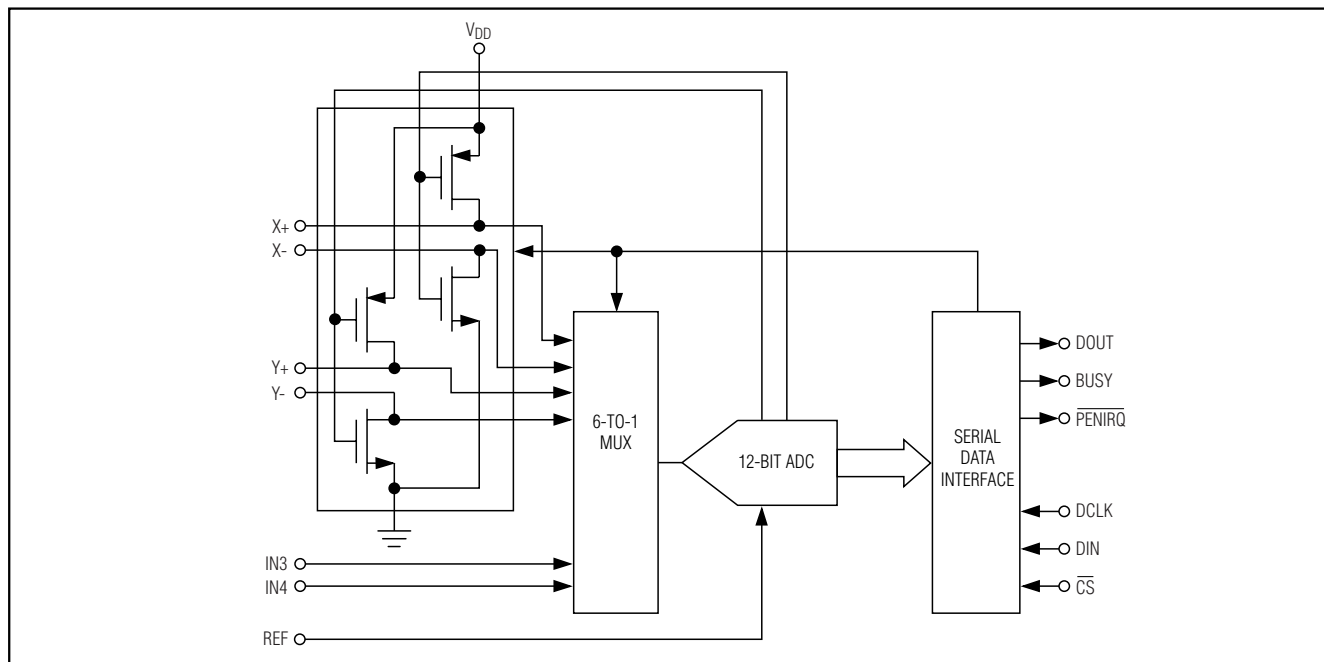 VDD
X+
X-
Y+
Y-
6-TO-1
MUX
12-BIT ADC
SERIAL
DATA
INTERFACE
DOUT
BUSY
PENIRQ
DCLK
DIN
CS
IN3
IN4
REF